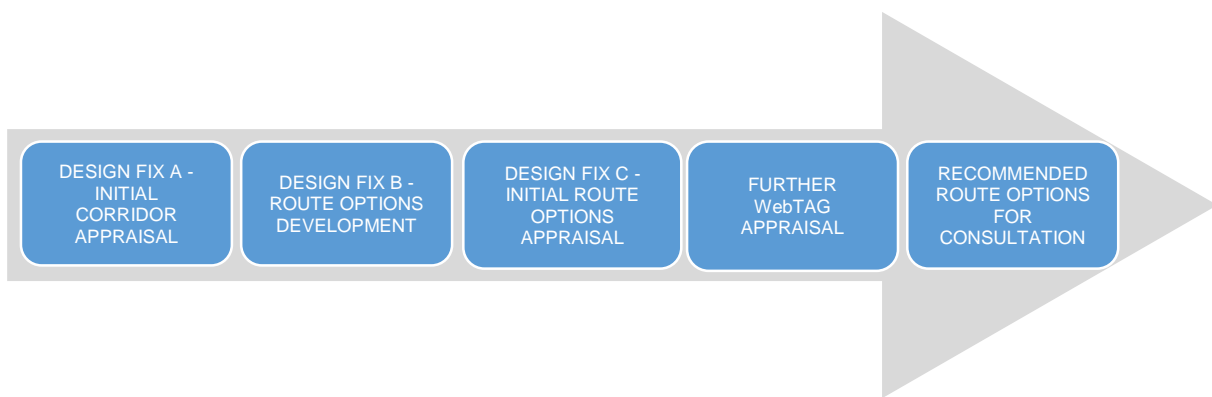 DESIGN FIX A -
INITIAL
CORRIDOR
APPRAISAL
DESIGN FIX B -
ROUTE OPTIONS
DEVELOPMENT
DESIGN FIX C -
INITIAL ROUTE
OPTIONS
APPRAISAL
FURTHER
WebTAG
APPRAISAL
RECOMMENDED
ROUTE OPTIONS
FOR
CONSULTATION